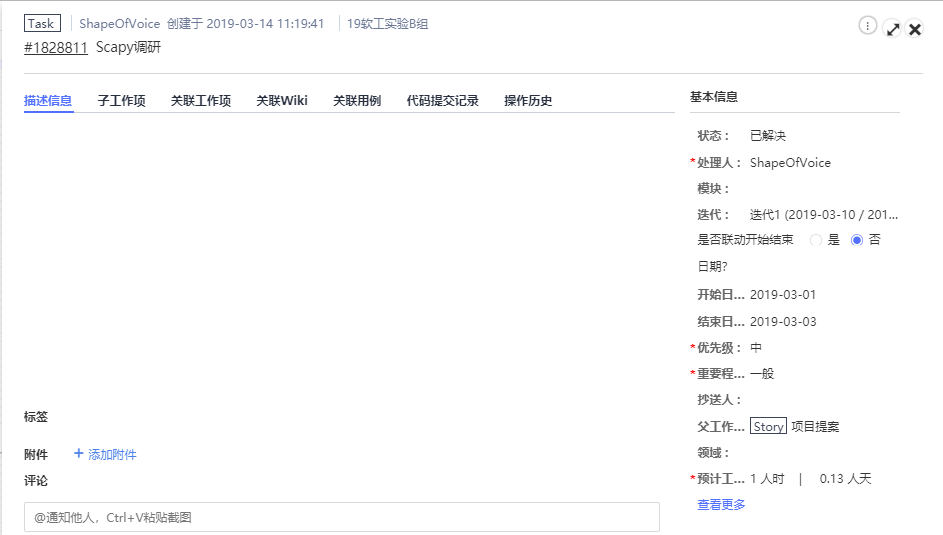 Task ShapeOfVoice 创建于 2019-03-14 11:19:41 19软工实验B组
#1828811 Scapy调研
描述信息 子工作项 关联工作项 关联Wiki 关联用例 代码提交记录 操作历史
标签
附件 + 添加附件
评论
@通知他人，Ctrl+V粘贴截图
基本信息
状态： 已解决
*处理人： ShapeOfVoice
模块：
迭代： 迭代1 (2019-03-10 / 201...
是否联动开始结束 是 否
日期?
开始日... 2019-03-01
结束日... 2019-03-03
*优先级： 中
*重要程... 一般
抄送人：
父工作... Story 项目提案
领域：
*预计工... 1 人时 | 0.13 人天
查看更多